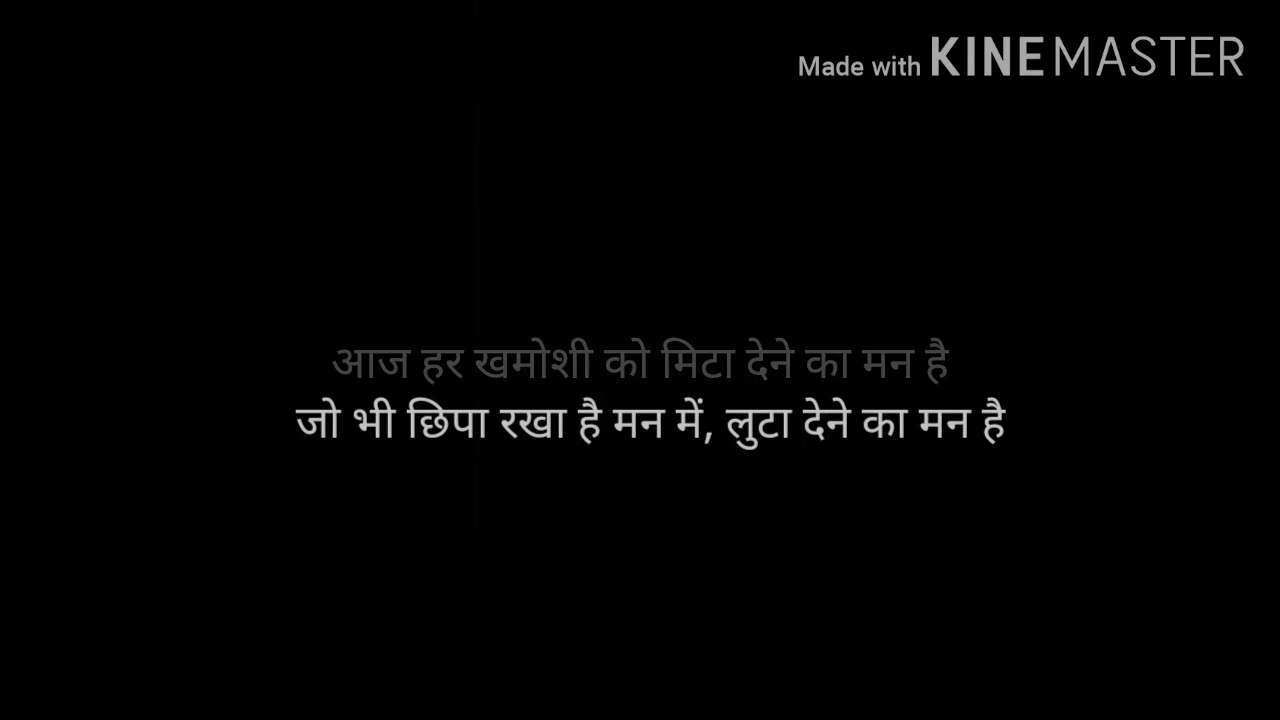 Made with KINEMASTER
आज हर खमोशी को मिटा देने का मन है
जो भी छिपा रखा है मन में, लुटा देने का मन है